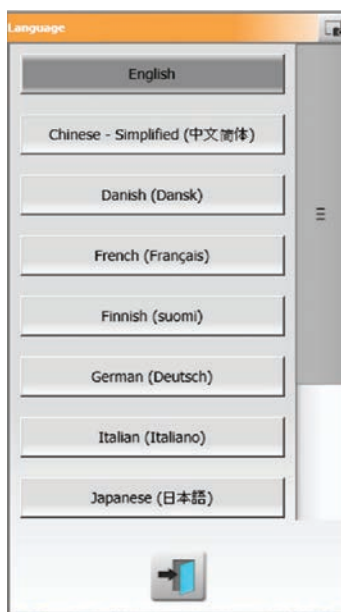 Language
English
Chinese - Simplified (中文简体)
Danish (Dansk)
French (Français)
Finnish (suomi)
German (Deutsch)
Italian (Italiano)
Japanese (日本語)